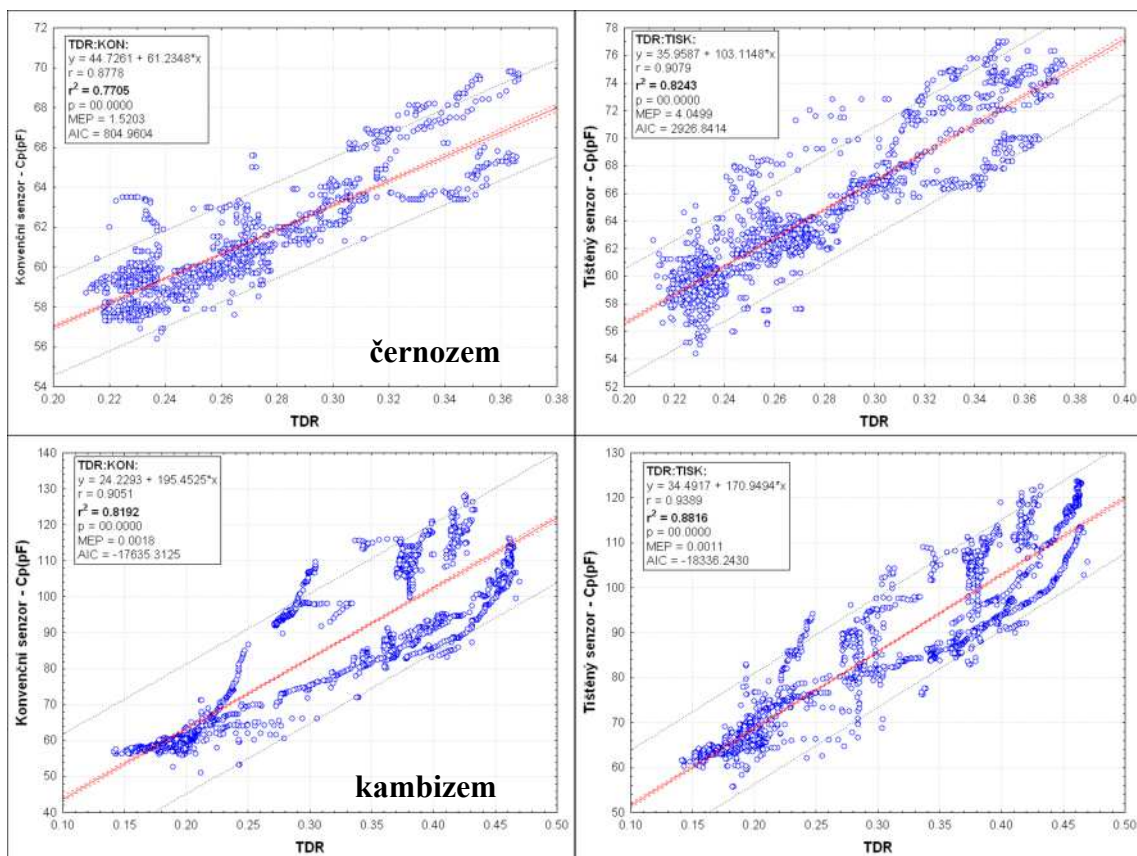 TDR:KON:
y = 44.7261 + 61.2348*x
r = 0.8778
r² = 0.7705
p = 00.0000
MEP = 1.5203
AIC = 804.9604
Konvenční senzor - Cp(pF)
72
70
68
66
64
62
60
58
56
54
černozem
0.20 0.22 0.24 0.26 0.28 0.30 0.32 0.34 0.36 0.38
TDR
TDR:TISK:
y = 35.9587 + 103.1148*x
r = 0.9079
r² = 0.8243
p = 00.0000
MEP = 4.0499
AIC = 2926.8414
Tištěný senzor - Cp(pF)
78
76
74
72
70
68
66
64
62
60
58
56
54
52
0.20 0.22 0.24 0.26 0.28 0.30 0.32 0.34 0.36 0.38 0.40
TDR
TDR:KON:
y = 24.2293 + 195.4525*x
r = 0.9051
r² = 0.8192
p = 00.0000
MEP = 0.0018
AIC = -17635.3125
Konvenční senzor - Cp(pF)
140
130
120
110
100
90
80
70
60
50
40
kambizem
0.10 0.15 0.20 0.25 0.30 0.35 0.40 0.45 0.50
TDR
TDR:TISK:
y = 34.4917 + 170.9494*x
r = 0.9389
r² = 0.8816
p = 00.0000
MEP = 0.0011
AIC = -18336.2430
Tištěný senzor - Cp(pF)
130
120
110
100
90
80
70
60
50
0.10 0.15 0.20 0.25 0.30 0.35 0.40 0.45 0.50
TDR